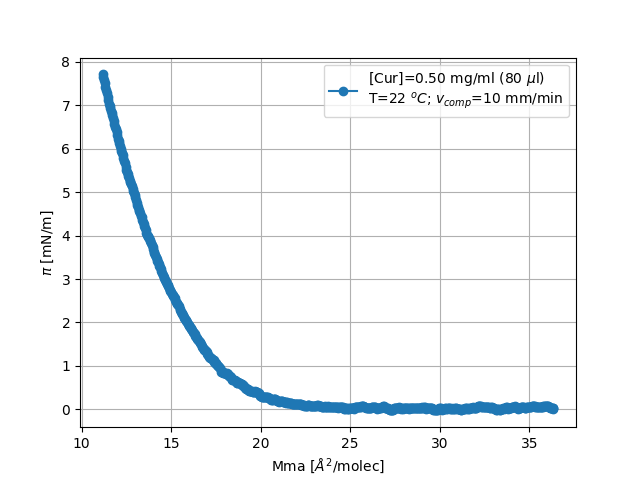 8
7
6
5
4
3
2
1
0
π [mN/m]
[Cur]=0.50 mg/ml (80 μl)
T=22 °C; v_comp=10 mm/min
10 15 20 25 30 35
Mma [Å²/molec]